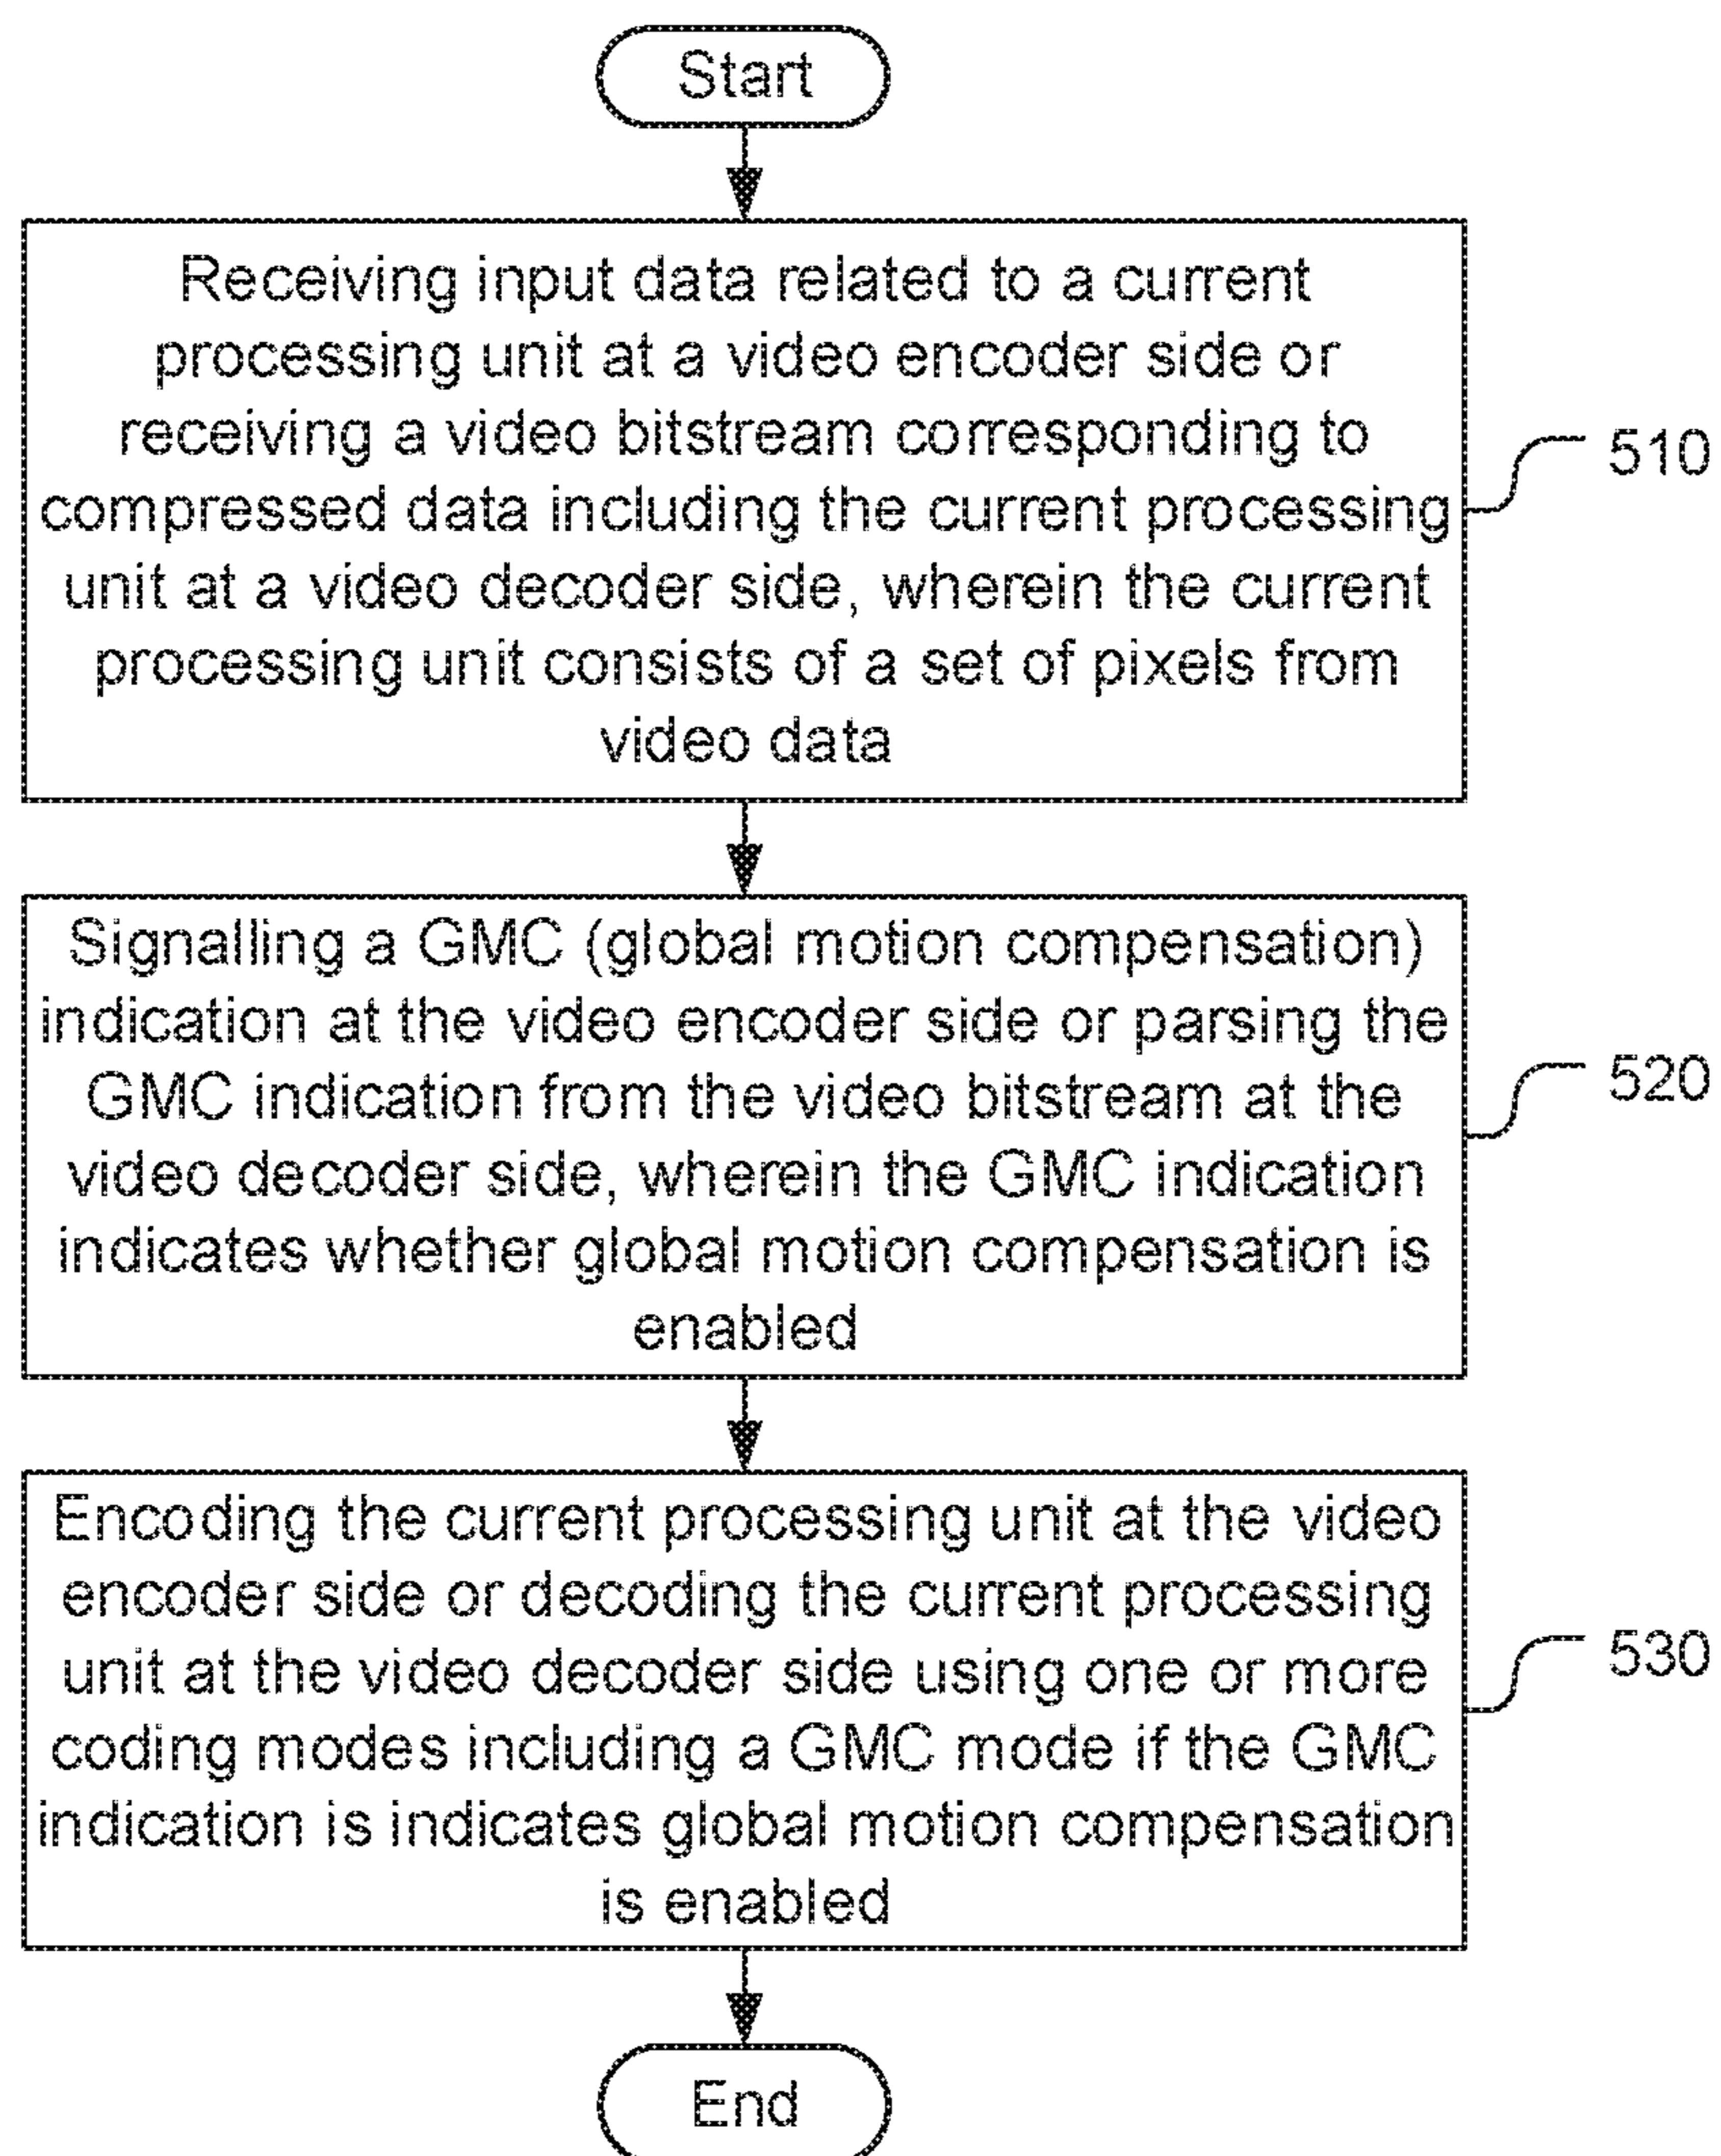 Start
Receiving input data related to a current
processing unit at a video encoder side or
receiving a video bitstream corresponding to
compressed data including the current processing
unit at a video decoder side, wherein the current
processing unit consists of a set of pixels from
video data
510
Signalling a GMC (global motion compensation)
indication at the video encoder side or parsing the
GMC indication from the video bitstream at the
video decoder side, wherein the GMC indication
indicates whether global motion compensation is
enabled
520
Encoding the current processing unit at the video
encoder side or decoding the current processing
unit at the video decoder side using one or more
coding modes including a GMC mode if the GMC
indication is indicates global motion compensation
is enabled
530
End